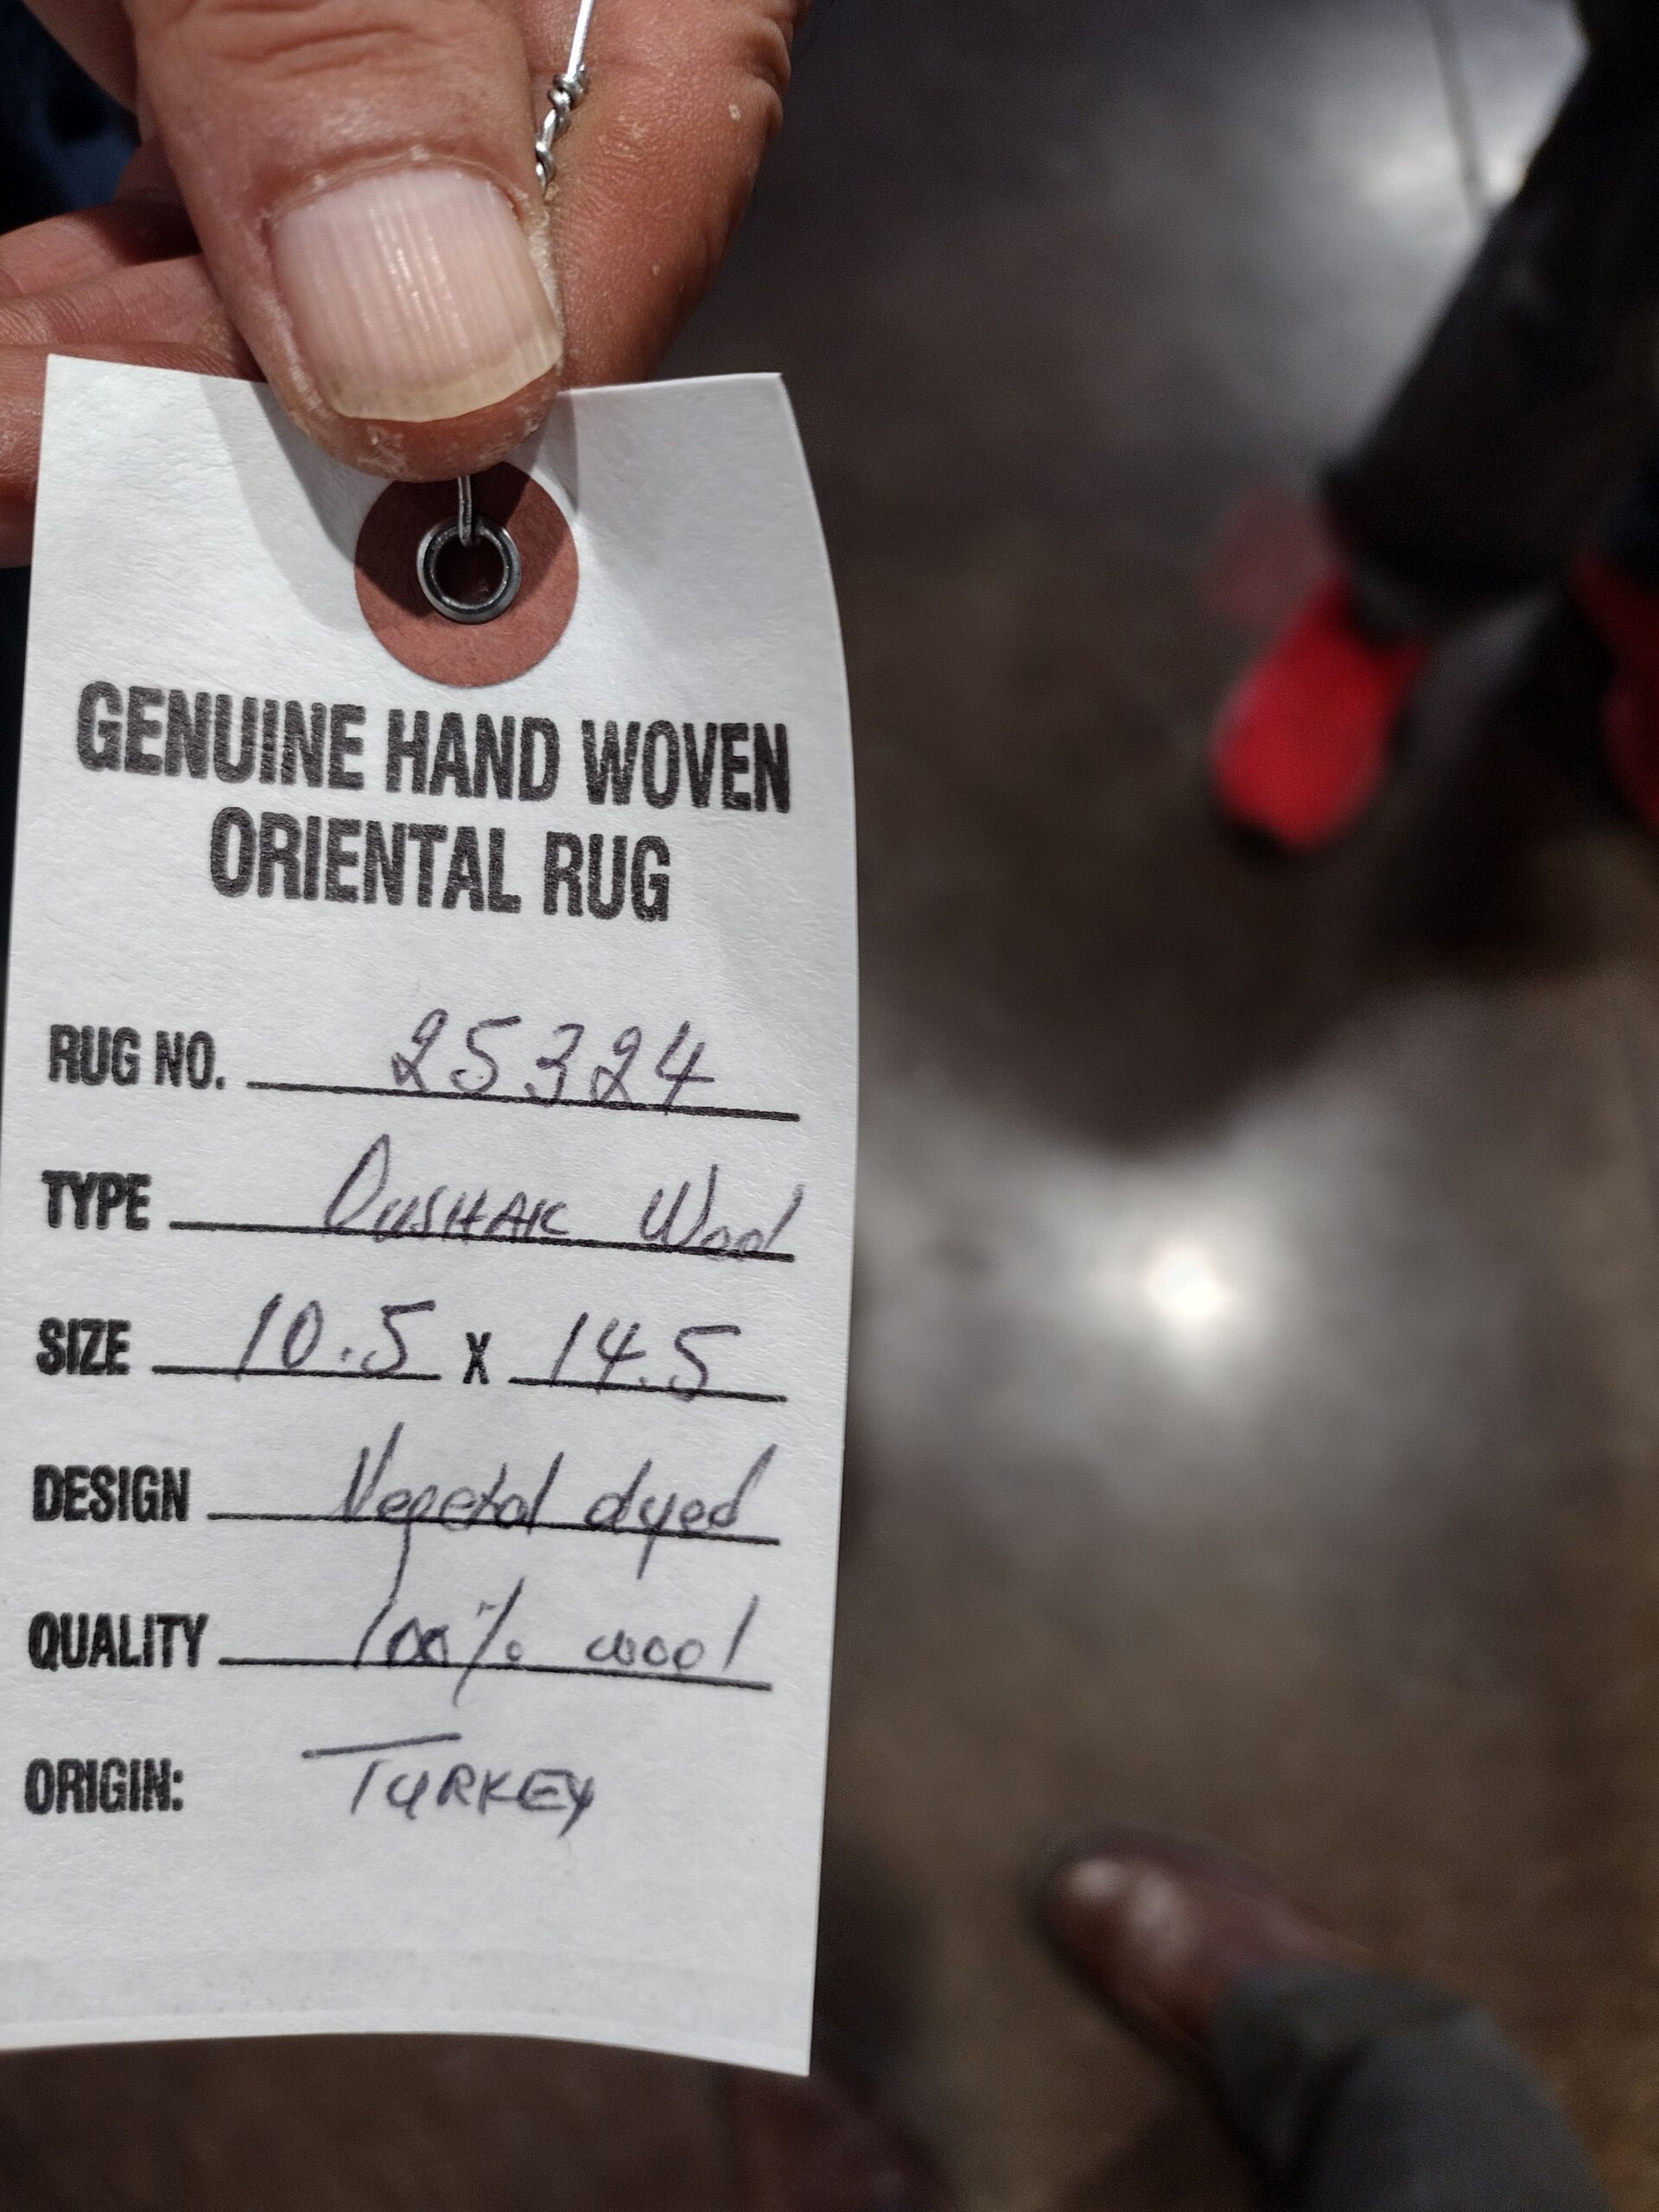 GENUINE HAND WOVEN
ORIENTAL RUG
RUG NO. 25324
TYPE OUSHAK Wool
SIZE 10.5 X 14.5
DESIGN Vegetal dyed
QUALITY 100% wool
ORIGIN: TURKEY